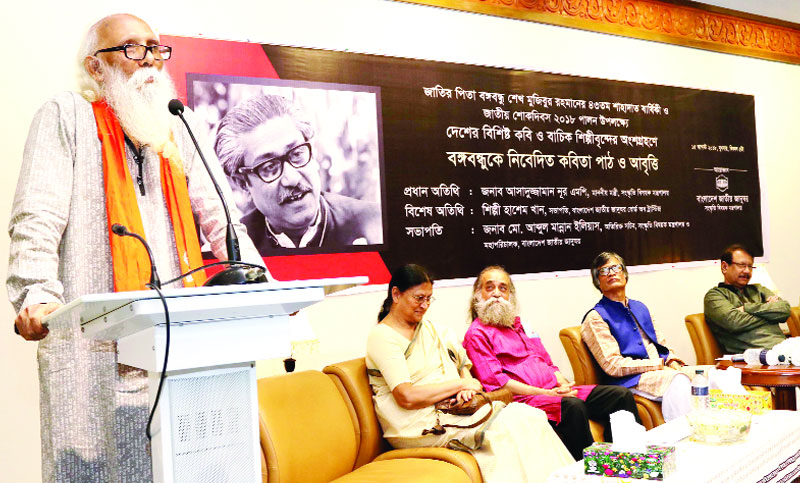 জাতির পিতা বঙ্গবন্ধু শেখ মুজিবুর রহমানের ৪৩তম শাহাদাত বার্ষিকী ও
জাতীয় শোকদিবস ২০১৮ পালন উপলক্ষ্যে
দেশের বিশিষ্ট কবি ও বাচিক শিল্পীবৃন্দের অংশগ্রহণে
বঙ্গবন্ধুকে নিবেদিত কবিতা পাঠ ও আবৃত্তি
প্রধান অতিথি : জনাব আসাদুজ্জামান নূর এমপি, মাননীয় মন্ত্রী, সংস্কৃতি বিষয়ক মন্ত্রণালয়
বিশেষ অতিথি : শিল্পী হাশেম খান, সভাপতি, বাংলাদেশ জাতীয় জাদুঘর বোর্ড অব ট্রাস্টিজ
সভাপতি : জনাব মো. আব্দুল মান্নান ইলিয়াস, অতিরিক্ত সচিব, সংস্কৃতি বিষয়ক মন্ত্রণালয় ও
মহাপরিচালক, বাংলাদেশ জাতীয় জাদুঘর
বাংলাদেশ জাতীয় জাদুঘর
সংস্কৃতি বিষয়ক মন্ত্রণালয়